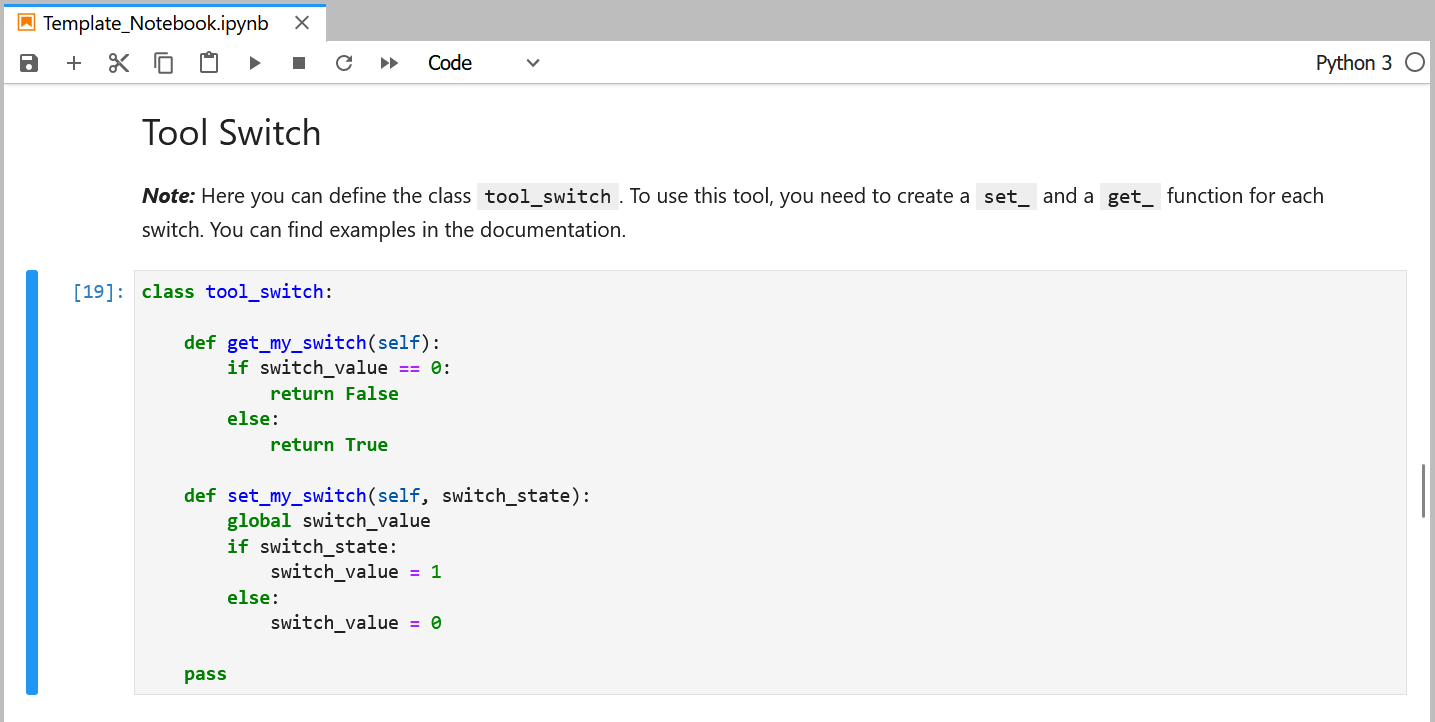 Template_Notebook.ipynb
Code
Python 3
Tool Switch
Note: Here you can define the class tool_switch. To use this tool, you need to create a set_ and a get_ function for each
switch. You can find examples in the documentation.
[19]:
class tool_switch:
    def get_my_switch(self):
        if switch_value == 0:
            return False
        else:
            return True
    def set_my_switch(self, switch_state):
        global switch_value
        if switch_state:
            switch_value = 1
        else:
            switch_value = 0
    pass